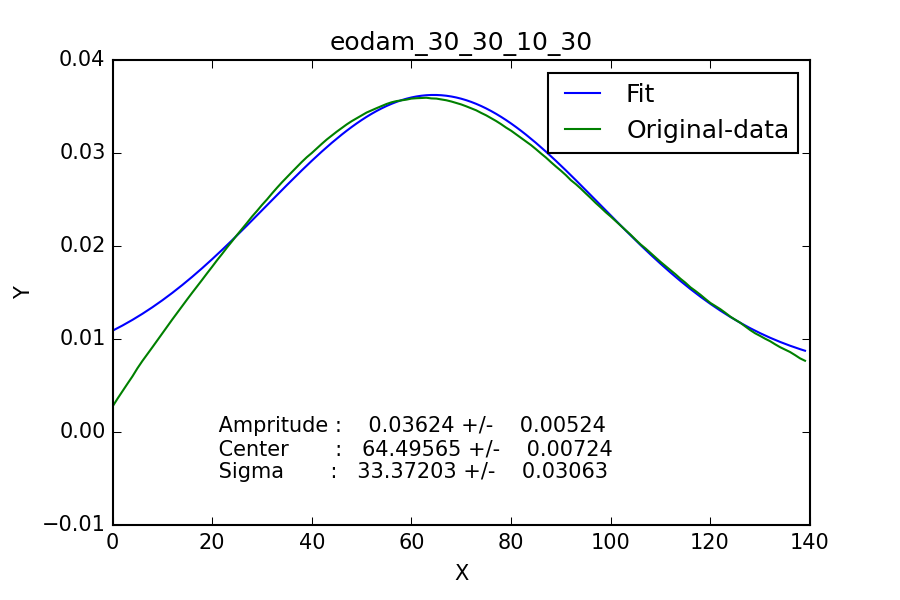 eodam_30_30_10_30
0.04
0.03
0.02
0.01
0.00
−0.01
Y
Fit
Original-data
Ampritude : 0.03624 +/- 0.00524
Center : 64.49565 +/- 0.00724
Sigma : 33.37203 +/- 0.03063
0 20 40 60 80 100 120 140
X